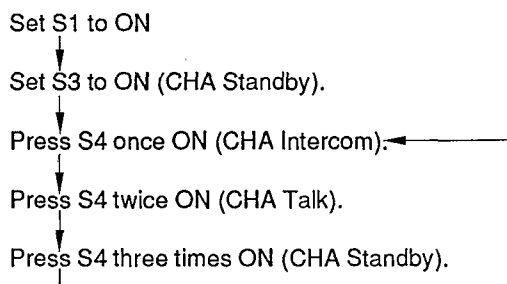 Set S1 to ON
Set S3 to ON (CHA Standby).
Press S4 once ON (CHA Intercom).
Press S4 twice ON (CHA Talk).
Press S4 three times ON (CHA Standby).